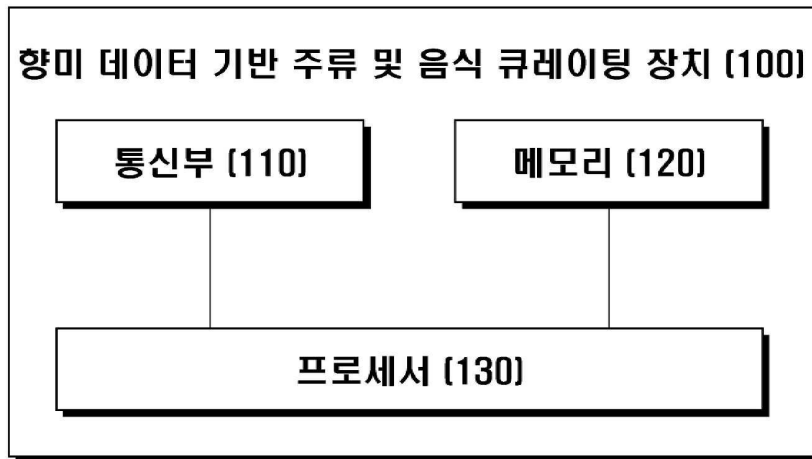 향미 데이터 기반 주류 및 음식 큐레이팅 장치 (100)
통신부 (110)
메모리 (120)
프로세서 (130)